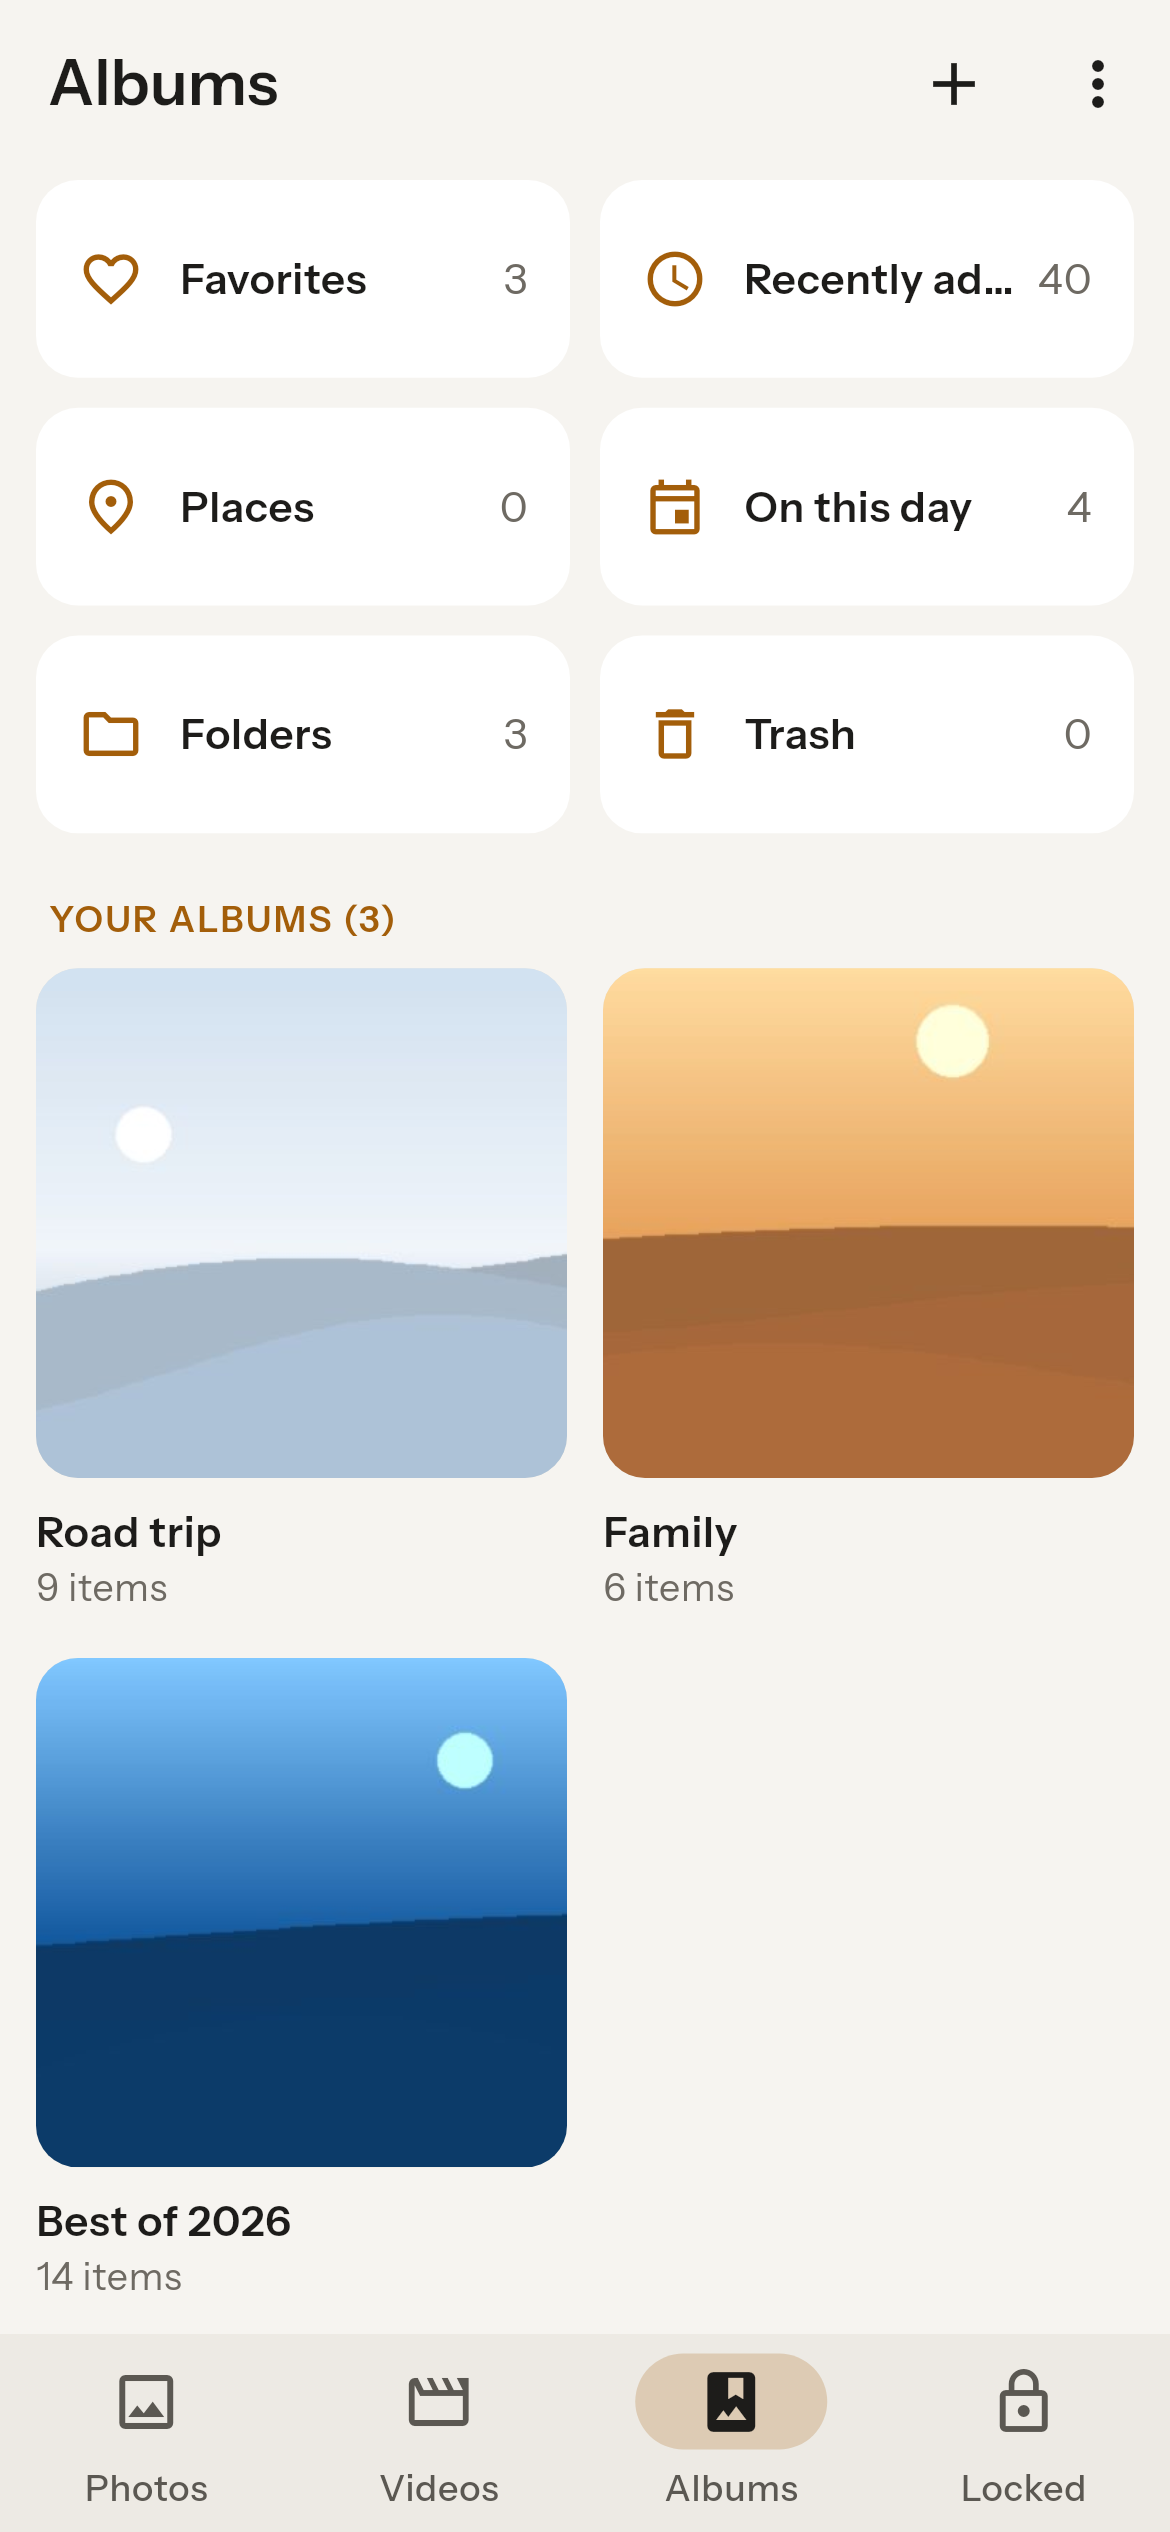 Albums
Favorites 3
Recently ad... 40
Places 0
On this day 4
Folders 3
Trash 0
YOUR ALBUMS (3)
Road trip
9 items
Family
6 items
Best of 2026
14 items
Photos
Videos
Albums
Locked